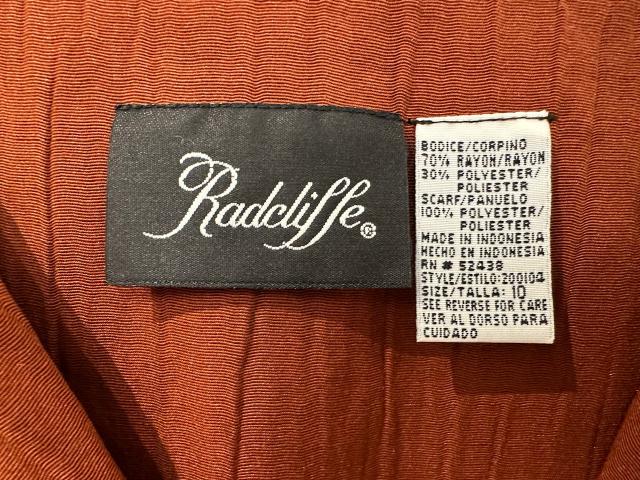 Radcliffe®
BODICE/CORPINO
70% RAYON/RAYON
30% POLYESTER/
POLIESTER
SCARF/PANUELO
100% POLYESTER/
POLIESTER
MADE IN INDONESIA
HECHO EN INDONESIA
RN # 52438
STYLE/ESTILO:200104
SIZE/TALLA: 10
SEE REVERSE FOR CARE
VER AL DORSO PARA
CUIDADO